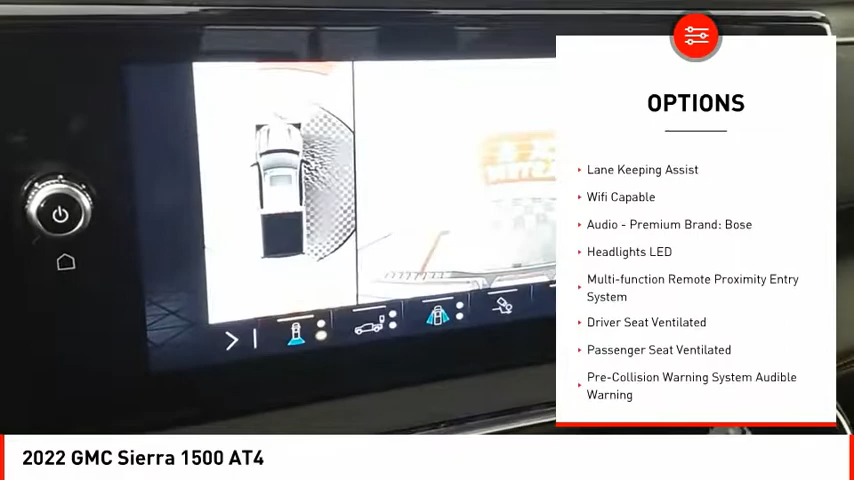 OPTIONS
Lane Keeping Assist
Wifi Capable
Audio - Premium Brand: Bose
Headlights LED
Multi-function Remote Proximity Entry
System
Driver Seat Ventilated
Passenger Seat Ventilated
Pre-Collision Warning System Audible
Warning
2022 GMC Sierra 1500 AT4